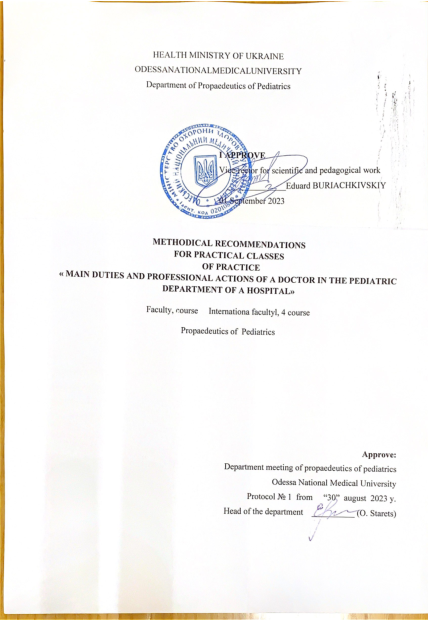 HEALTH MINISTRY OF UKRAINE
ODESSANATIONALMEDICALUNIVERSITY
Department of Propaedeutics of Pediatrics
I APPROVE
Vice-rector for scientific and pedagogical work
Eduard BURIACHKIVSKIY
01 September 2023
METHODICAL RECOMMENDATIONS
FOR PRACTICAL CLASSES
OF PRACTICE
« MAIN DUTIES AND PROFESSIONAL ACTIONS OF A DOCTOR IN THE PEDIATRIC
DEPARTMENT OF A HOSPITAL»
Faculty, course Internationa facultyl, 4 course
Propaedeutics of Pediatrics
Approve:
Department meeting of propaedeutics of pediatrics
Odessa National Medical University
Protocol № 1 from “30” august 2023 y.
Head of the department (O. Starets)